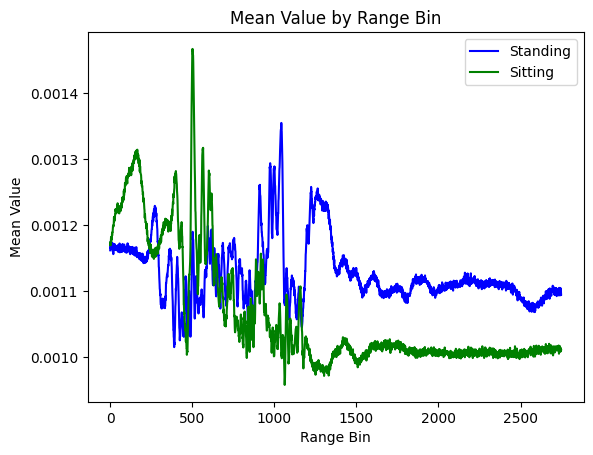 Mean Value by Range Bin
Standing
Sitting
Mean Value
0.0014
0.0013
0.0012
0.0011
0.0010
0 500 1000 1500 2000 2500
Range Bin